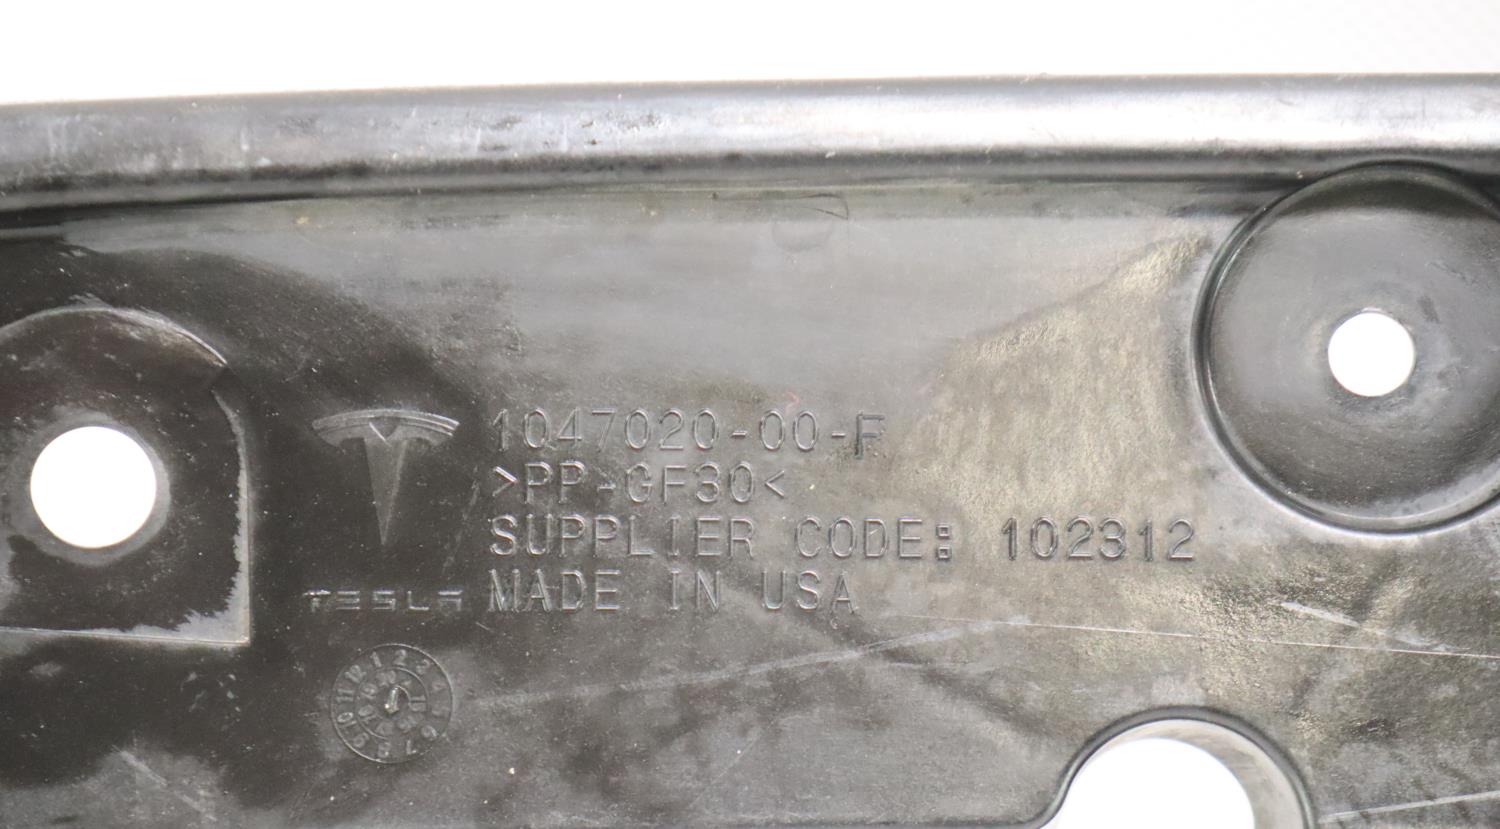 1047020-00-F
>PP-GF30<
SUPPLIER CODE: 102312
TESLA MADE IN USA